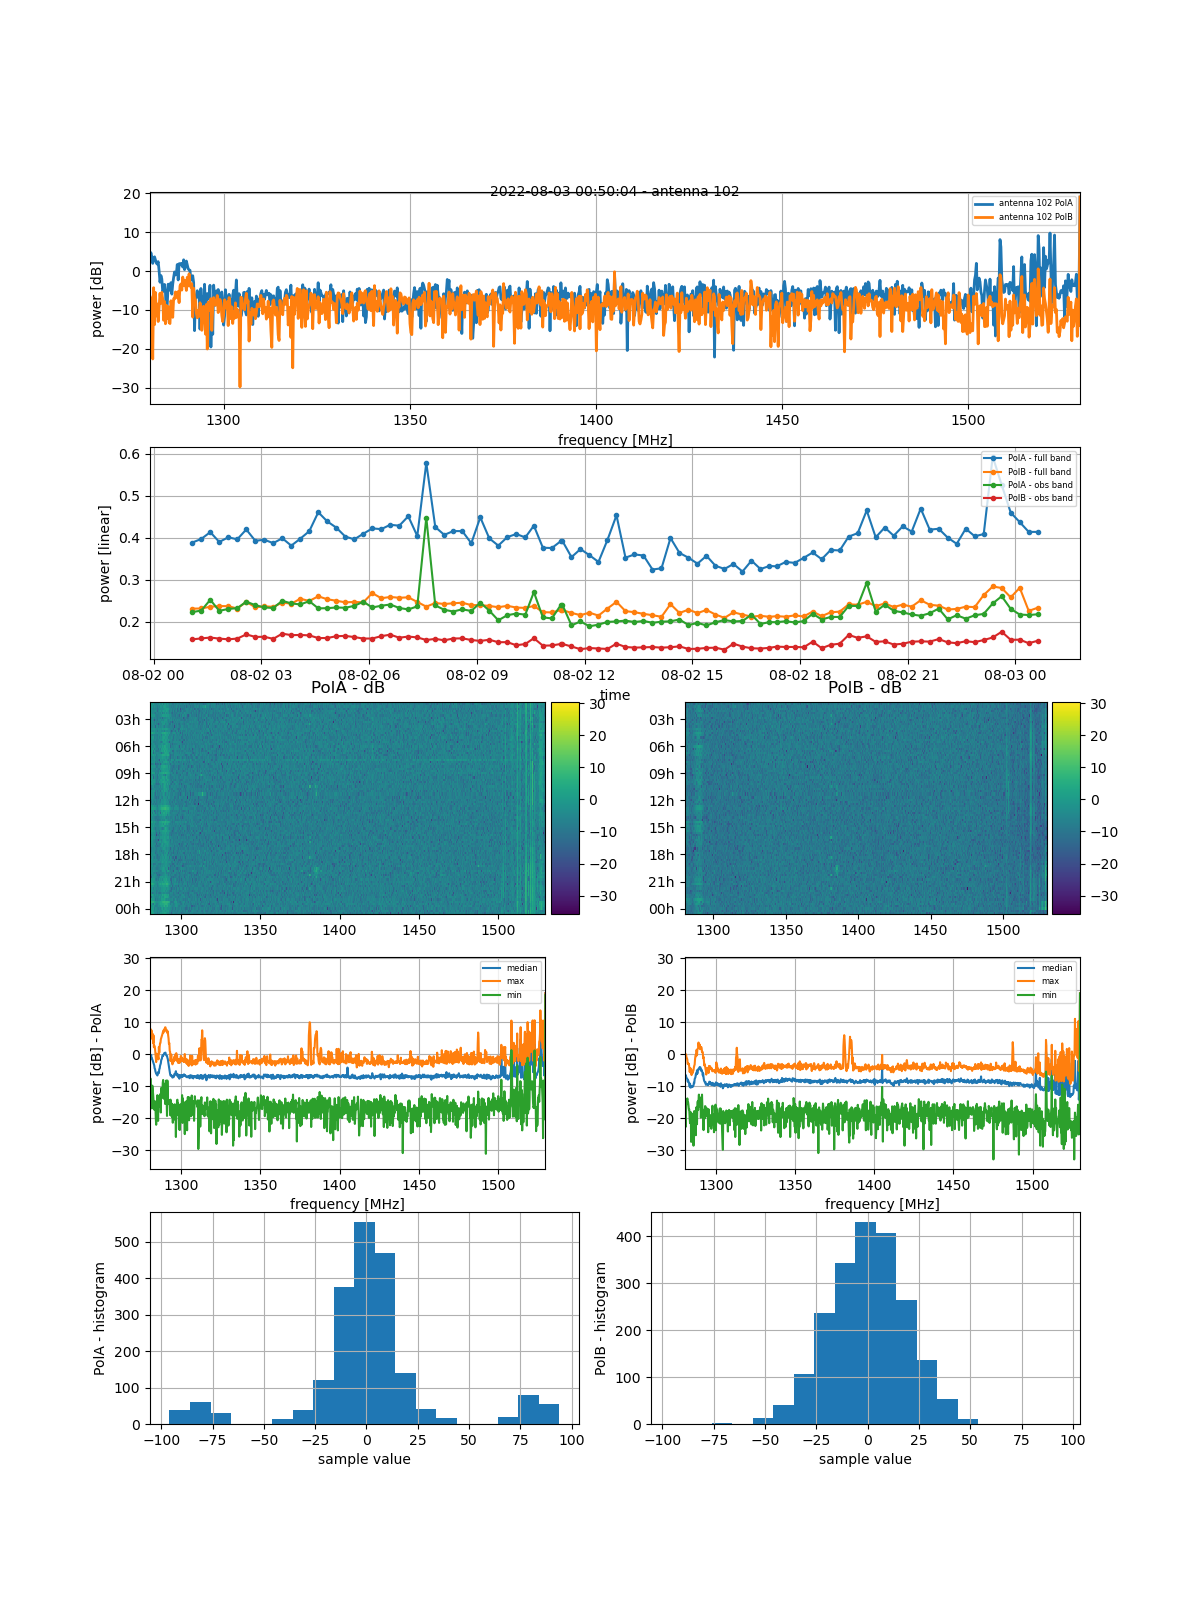 2022-08-03 00:50:04 - antenna 102
power [dB]
20
10
0
−10
−20
−30
antenna 102 PolA
antenna 102 PolB
1300 1350 1400 1450 1500
frequency [MHz]
power [linear]
0.6
0.5
0.4
0.3
0.2
PolA - full band
PolB - full band
PolA - obs band
PolB - obs band
08-02 00 08-02 03 08-02 06 08-02 09 08-02 12 08-02 15 08-02 18 08-02 21 08-03 00
time
PolA - dB
03h
06h
09h
12h
15h
18h
21h
00h
1300 1350 1400 1450 1500
30
20
10
0
−10
−20
−30
PolB - dB
03h
06h
09h
12h
15h
18h
21h
00h
1300 1350 1400 1450 1500
30
20
10
0
−10
−20
−30
power [dB] - PolA
30
20
10
0
−10
−20
−30
median
max
min
1300 1350 1400 1450 1500
frequency [MHz]
power [dB] - PolB
30
20
10
0
−10
−20
−30
median
max
min
1300 1350 1400 1450 1500
frequency [MHz]
PolA - histogram
500
400
300
200
100
0
−100 −75 −50 −25 0 25 50 75 100
sample value
PolB - histogram
400
300
200
100
0
−100 −75 −50 −25 0 25 50 75 100
sample value